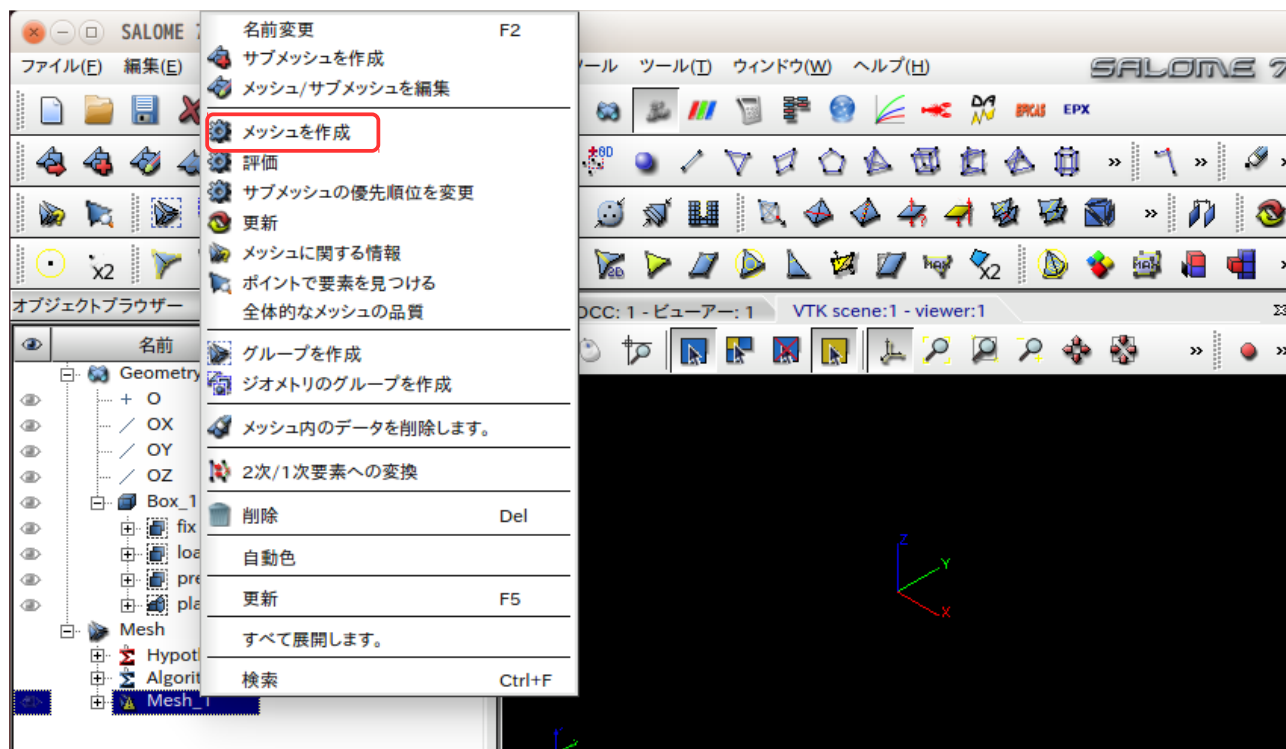 SALOME 7
ファイル(F) 編集(E)
ール ツール(T) ウィンドウ(W) ヘルプ(H)
SALOME 7
EPX
0D
x2
2D
MAX
x2
MAX
オブジェクトブラウザー
OCC: 1 - ビューアー: 1
VTK scene:1 - viewer:1
名前
Geometry
O
OX
OY
OZ
Box_1
fix
loa
pre
pla
Mesh
Hypot
Algorit
Mesh_1
名前変更 F2
サブメッシュを作成
メッシュ/サブメッシュを編集
メッシュを作成
評価
サブメッシュの優先順位を変更
更新
メッシュに関する情報
ポイントで要素を見つける
全体的なメッシュの品質
グループを作成
ジオメトリのグループを作成
メッシュ内のデータを削除します。
2次/1次要素への変換
削除 Del
自動色
更新 F5
すべて展開します。
検索 Ctrl+F
Z
Y
X